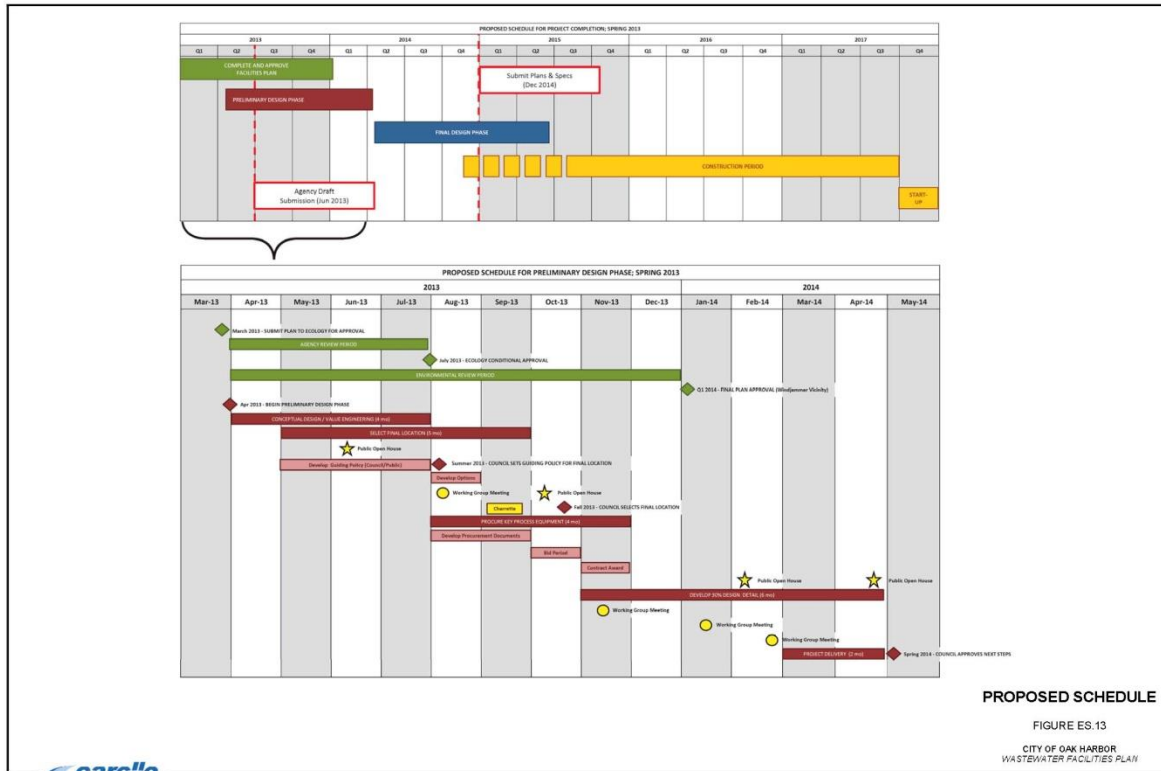 PROPOSED SCHEDULE FOR PROJECT COMPLETION; SPRING 2013
2013 2014 2015 2016 2017
Q1 Q2 Q3 Q4 Q1 Q2 Q3 Q4 Q1 Q2 Q3 Q4 Q1 Q2 Q3 Q4 Q1 Q2 Q3 Q4
COMPLETE AND APPROVE
FACILITIES PLAN
Submit Plans & Specs
(Dec 2014)
PRELIMINARY DESIGN PHASE
FINAL DESIGN PHASE
CONSTRUCTION PERIOD
Agency Draft
Submission (Jun 2013)
START-
UP
PROPOSED SCHEDULE FOR PRELIMINARY DESIGN PHASE; SPRING 2013
2013 2014
Mar-13 Apr-13 May-13 Jun-13 Jul-13 Aug-13 Sep-13 Oct-13 Nov-13 Dec-13 Jan-14 Feb-14 Mar-14 Apr-14 May-14
March 2013 - SUBMIT PLAN TO ECOLOGY FOR APPROVAL
AGENCY REVIEW PERIOD
July 2013 - ECOLOGY CONDITIONAL APPROVAL
ENVIRONMENTAL REVIEW PERIOD
Q1 2014 - FINAL PLAN APPROVAL (Windjammer Vicinity)
Apr 2013 - BEGIN PRELIMINARY DESIGN PHASE
CONCEPTUAL DESIGN / VALUE ENGINEERING (4 mo)
SELECT FINAL LOCATION (5 mo)
Public Open House
Develop Guiding Policy (Council/Public)
Summer 2013 - COUNCIL SETS GUIDING POLICY FOR FINAL LOCATION
Develop Options
Working Group Meeting
Public Open House
Charrette
Fall 2013 - COUNCIL SELECTS FINAL LOCATION
PROCURE KEY PROCESS EQUIPMENT (4 mo)
Develop Procurement Documents
Bid Period
Contract Award
Public Open House
Public Open House
DEVELOP 30% DESIGN DETAIL (6 mo)
Working Group Meeting
Working Group Meeting
Working Group Meeting
PROJECT DELIVERY (2 mo)
Spring 2014 - COUNCIL APPROVES NEXT STEPS
PROPOSED SCHEDULE
FIGURE ES.13
CITY OF OAK HARBOR
WASTEWATER FACILITIES PLAN